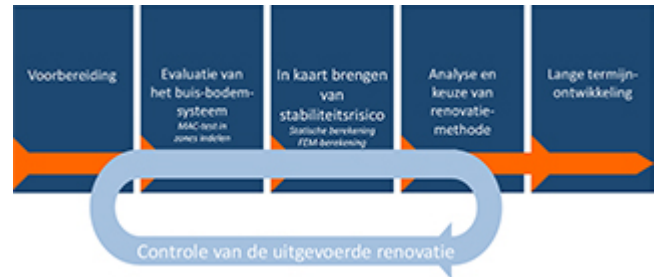 Voorbereiding
Evaluatie van
het buis-bodem-
systeem
MAC-test in
zones indelen
In kaart brengen
van
stabiliteitsrisico
Statische berekening
FEM-berekening
Analyse en
keuze van
renovatie-
methode
Lange termijn-
ontwikkeling
Controle van de uitgevoerde renovatie